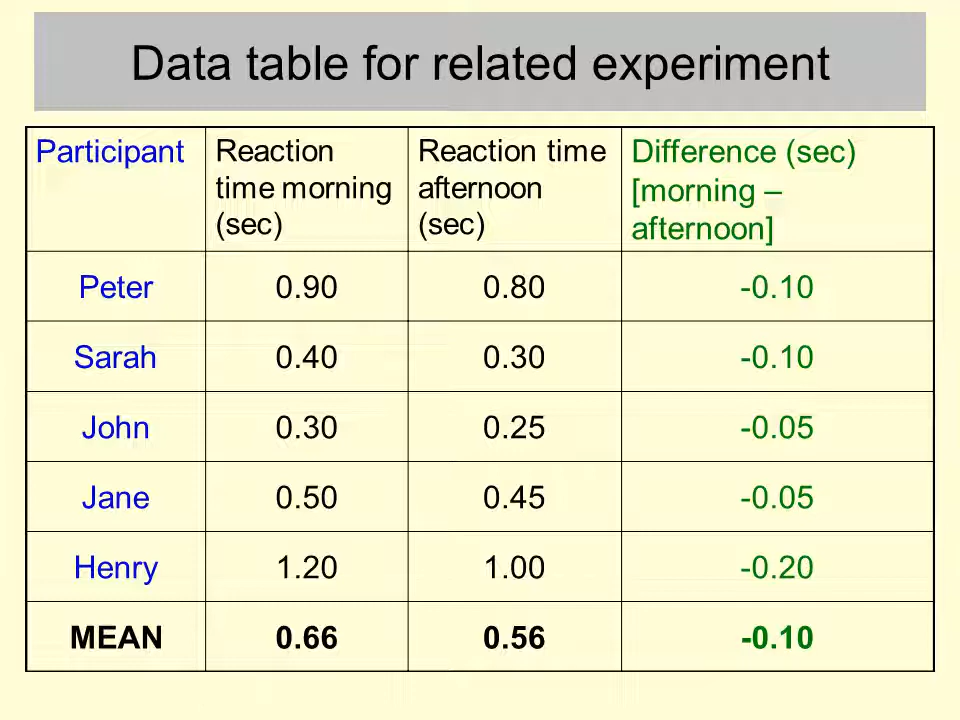 Data table for related experiment
Participant
Reaction
time morning
(sec)
Reaction time
afternoon
(sec)
Difference (sec)
[morning –
afternoon]
Peter 0.90 0.80 -0.10
Sarah 0.40 0.30 -0.10
John 0.30 0.25 -0.05
Jane 0.50 0.45 -0.05
Henry 1.20 1.00 -0.20
MEAN 0.66 0.56 -0.10